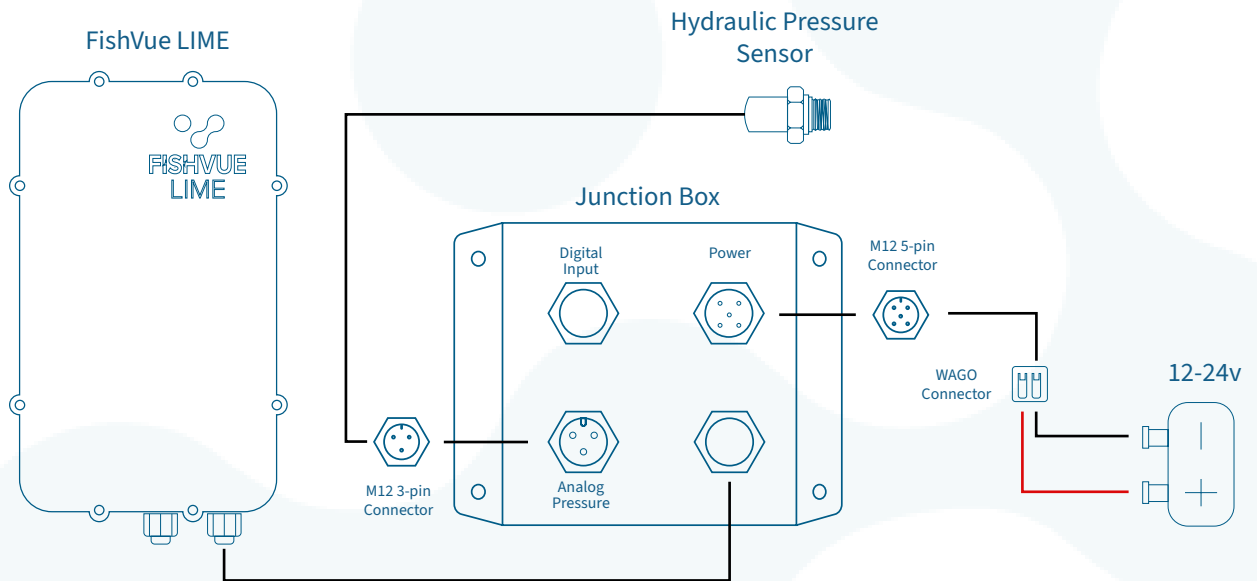 FishVue LIME
Hydraulic Pressure
Sensor
FISHVUE
LIME
Junction Box
Digital
Input
Power
M12 5-pin
Connector
WAGO
Connector
12-24v
M12 3-pin
Connector
Analog
Pressure